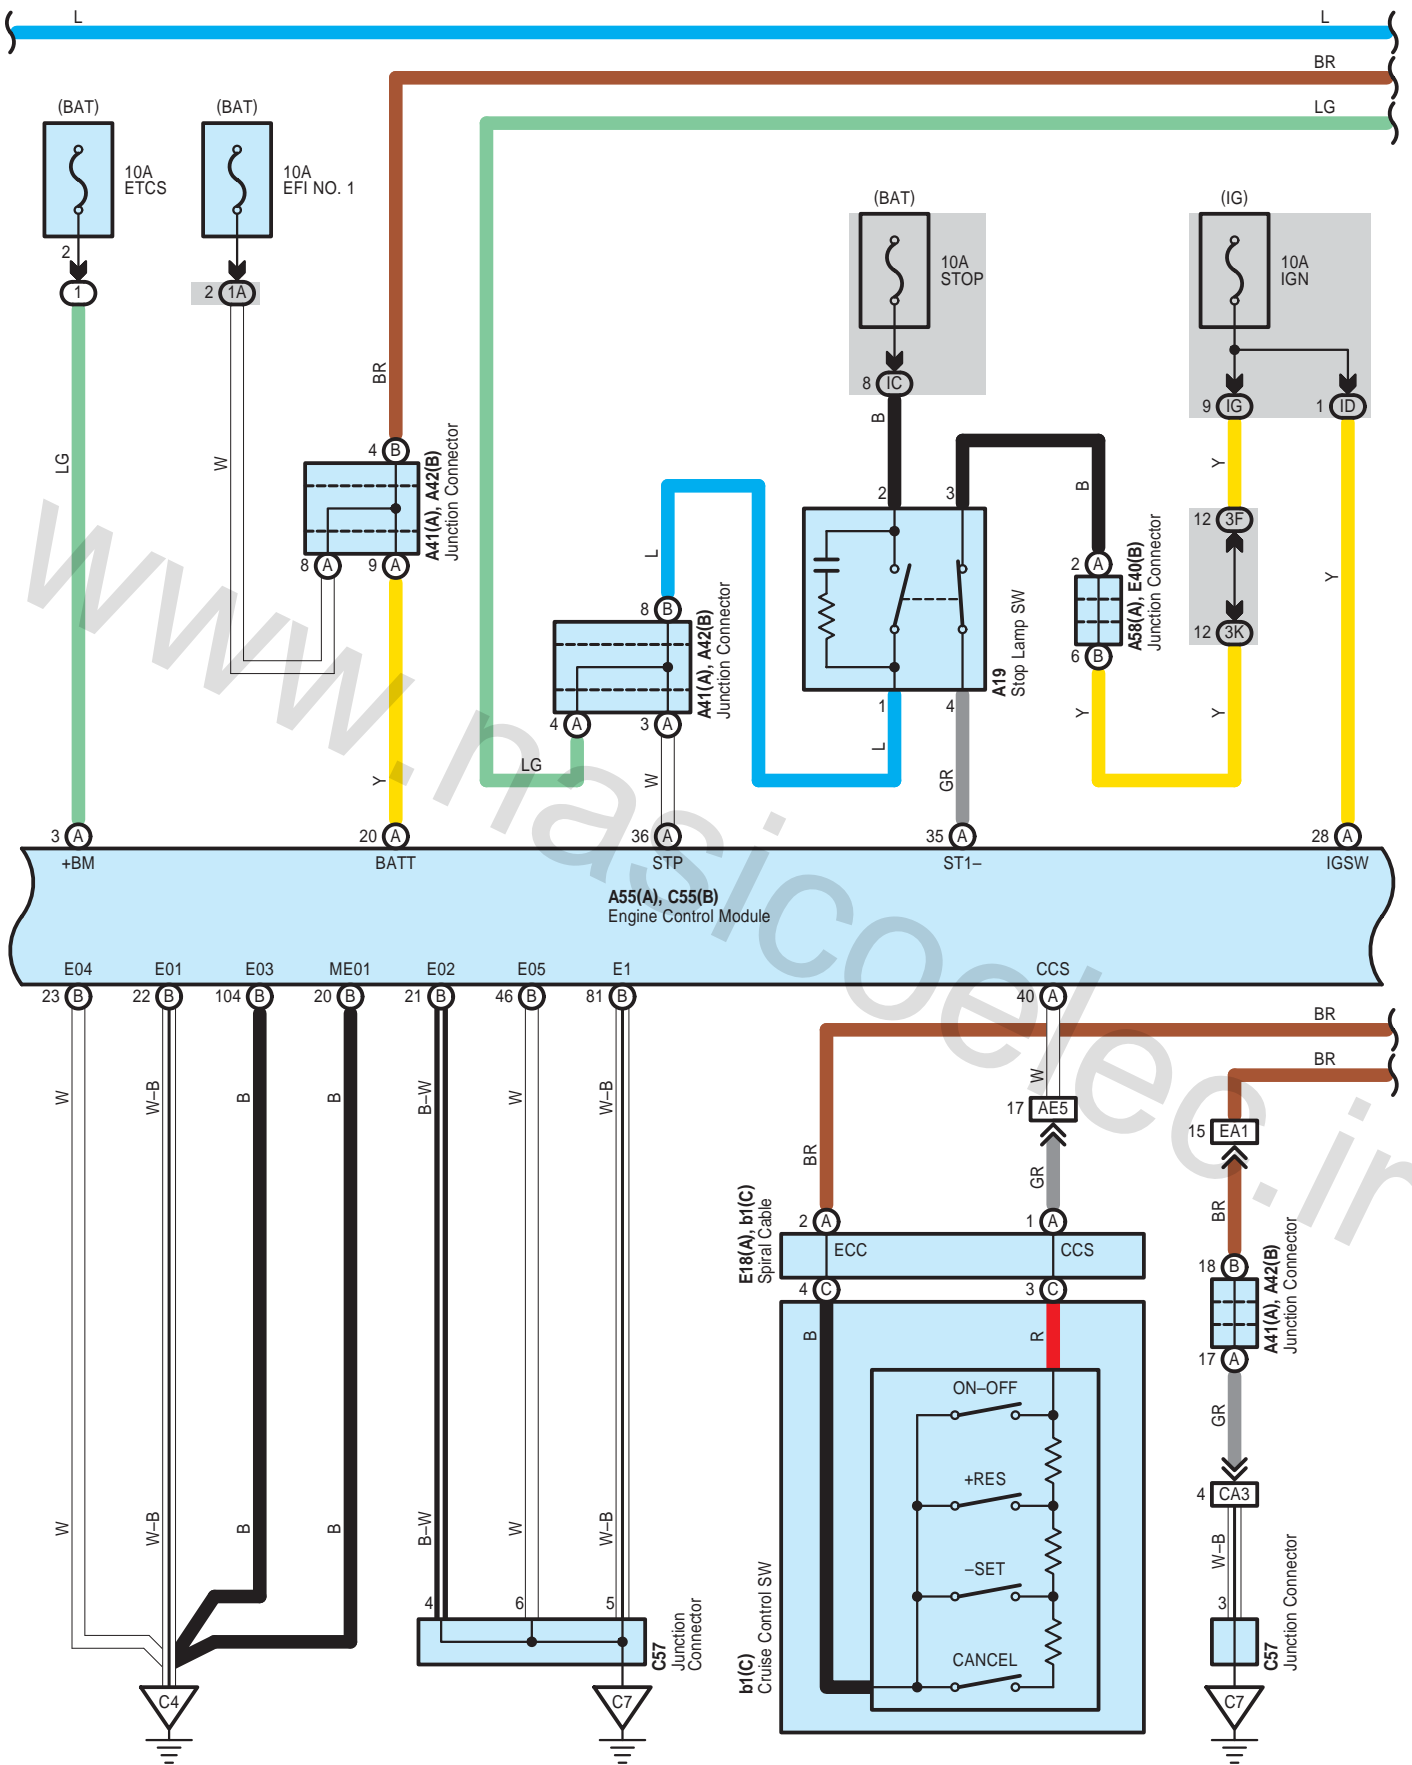 L
L
BR
LG
(BAT)
(BAT)
10A
ETCS
10A
EFI NO. 1
(BAT)
(IG)
10A
STOP
10A
IGN
2
1
2 1A
8 IC
9 IG
1 ID
BR
B
LG
W
4 B
A41(A), A42(B)
Junction Connector
8 A
9 A
L
2
3
B
Y
12 3F
2 A
A58(A), E40(B)
Junction Connector
Y
8 B
A41(A), A42(B)
Junction Connector
A19
Stop Lamp SW
12 3K
6 B
4 A
3 A
1
4
LG
Y
W
L
GR
Y
Y
3 A
20 A
36 A
35 A
28 A
+BM
BATT
STP
ST1–
IGSW
A55(A), C55(B)
Engine Control Module
E04
E01
E03
ME01
E02
E05
E1
CCS
23 B
22 B
104 B
20 B
21 B
46 B
81 B
40 A
BR
BR
W
W–B
B
B
B–W
W
W–B
W
17 AE5
15 EA1
BR
GR
BR
E18(A), b1(C)
Spiral Cable
2 A
1 A
ECC
CCS
4 C
3 C
18 B
A41(A), A42(B)
Junction Connector
17 A
B
R
ON–OFF
GR
+RES
4 CA3
W
W–B
B
B
B–W
W
W–B
–SET
W–B
4
6
5
3
C57
Junction
Connector
CANCEL
b1(C)
Cruise Control SW
C57
Junction Connector
C4
C7
C7
www.nasicoelec.ir